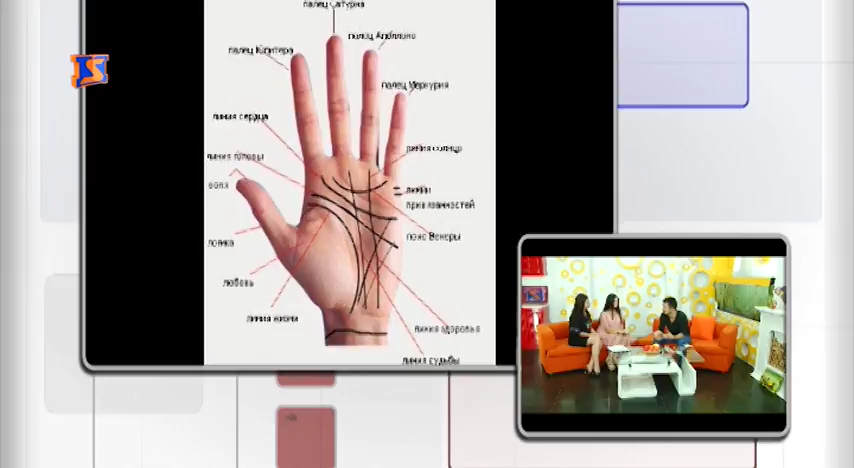 палец Сатурна
палец Аполлона
палец Юпитера
палец Меркурия
линия сердца
линия солнца
линия головы
воля
линии
привязанностей
пояс Венеры
логика
любовь
линия жизни
линия здоровья
линия судьбы